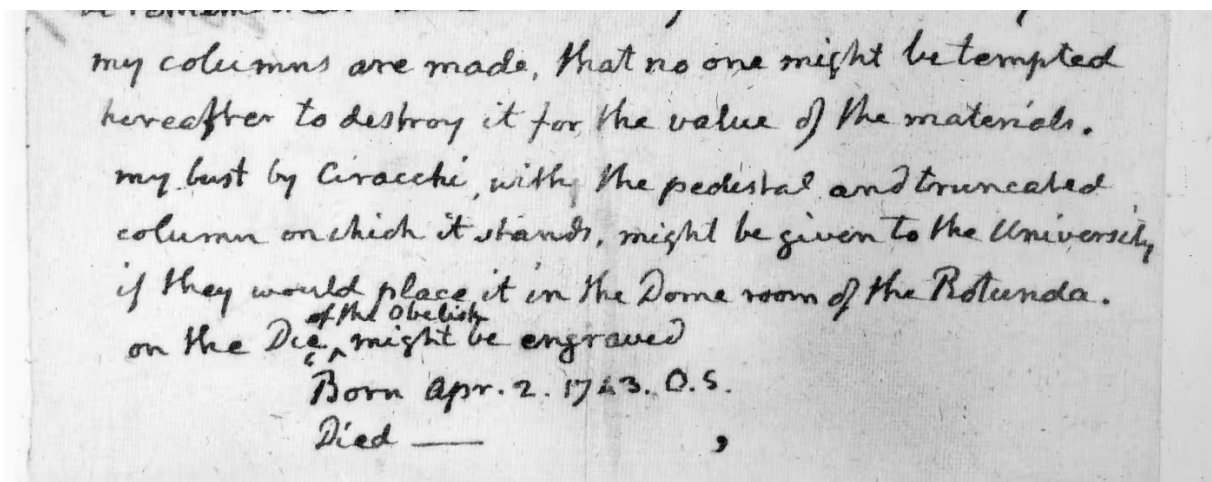 my columns are made, that no one might be tempted
hereafter to destroy it for the value of the materials.
my bust by Ciracchi, with the pedestal and truncated
column on which it stands, might be given to the University
if they would place it in the Dome room of the Rotunda.
of the Obelisk
on the Die ^ might be engraved
“Born Apr. 2. 1743. O.S.
Died —— ”